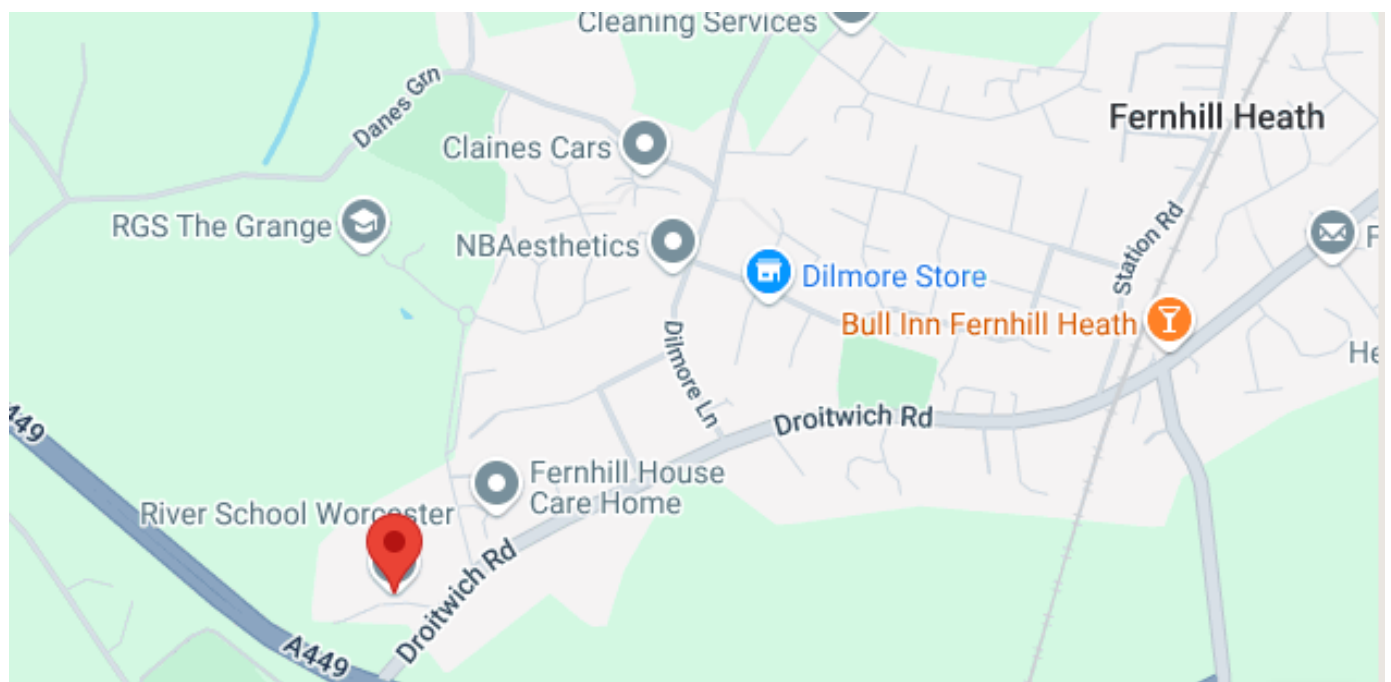 Cleaning Services
Danes Grn
Claines Cars
Fernhill Heath
RGS The Grange
NBAesthetics
Station Rd
Dilmore Store
Bull Inn Fernhill Heath
Dilmore Ln
Droitwich Rd
A449
Fernhill House
Care Home
River School Worcester
Droitwich Rd
A449